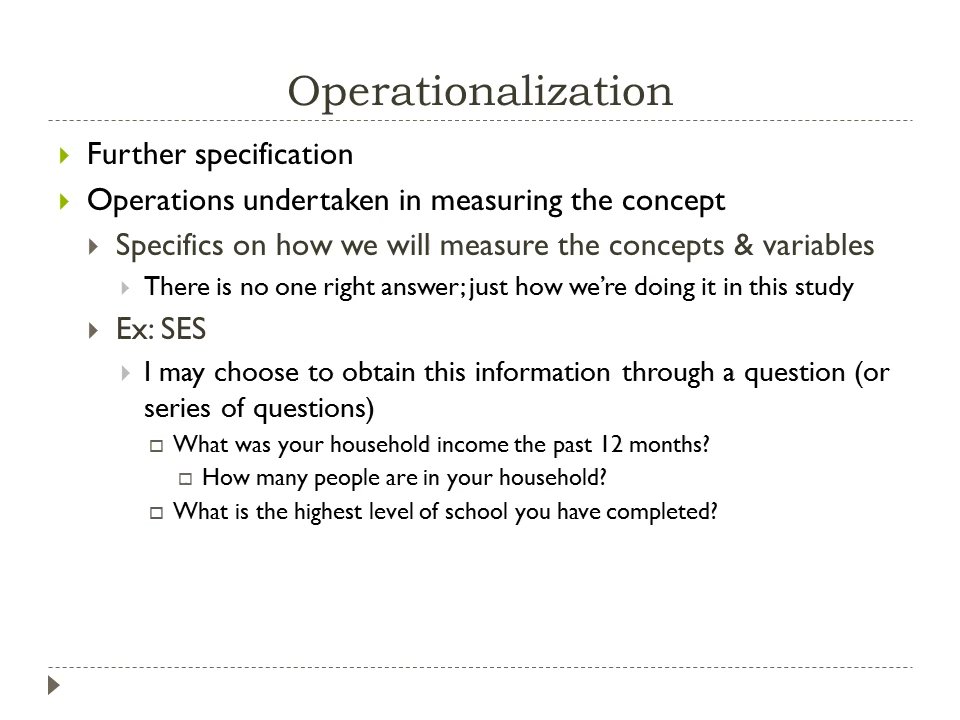 Operationalization
Further specification
Operations undertaken in measuring the concept
Specifics on how we will measure the concepts & variables
There is no one right answer; just how we’re doing it in this study
Ex: SES
I may choose to obtain this information through a question (or
series of questions)
What was your household income the past 12 months?
How many people are in your household?
What is the highest level of school you have completed?